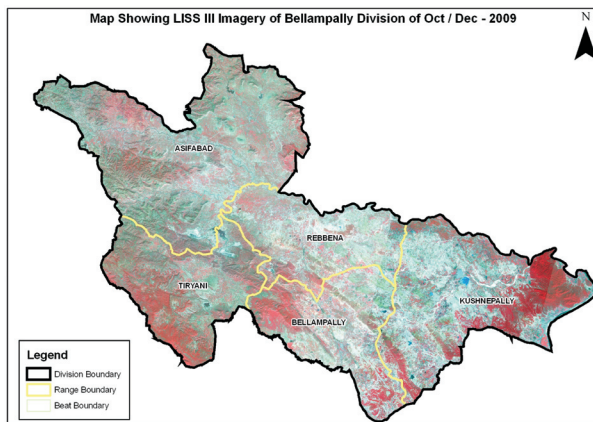 Map Showing LISS III Imagery of Bellampally Division of Oct / Dec - 2009
N
ASIFABAD
REBBENA
TIRYANI
KUSHNEPALLY
BELLAMPALLY
Legend
Division Boundary
Range Boundary
Beat Boundary